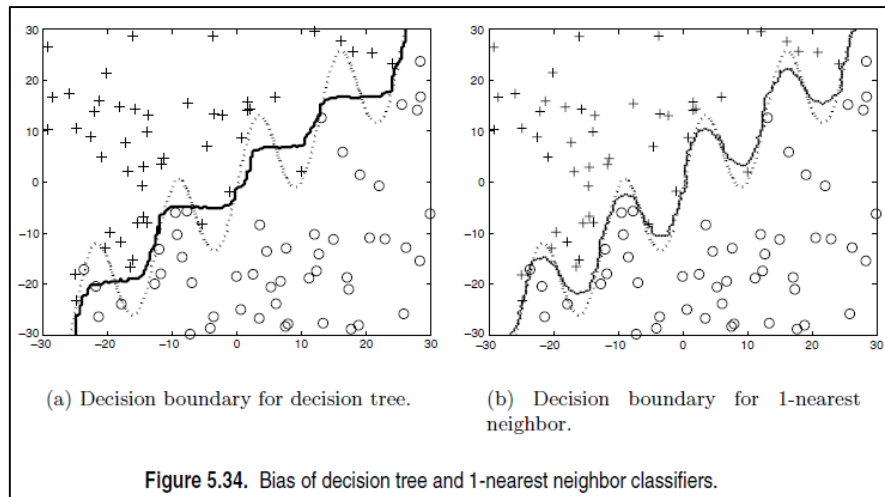 30
20
10
0
−10
−20
−30
−30 −20 −10 0 10 20 30
30
20
10
0
−10
−20
−30
−30 −20 −10 0 10 20 30
(a) Decision boundary for decision tree.
(b) Decision boundary for 1-nearest
neighbor.
Figure 5.34. Bias of decision tree and 1-nearest neighbor classifiers.